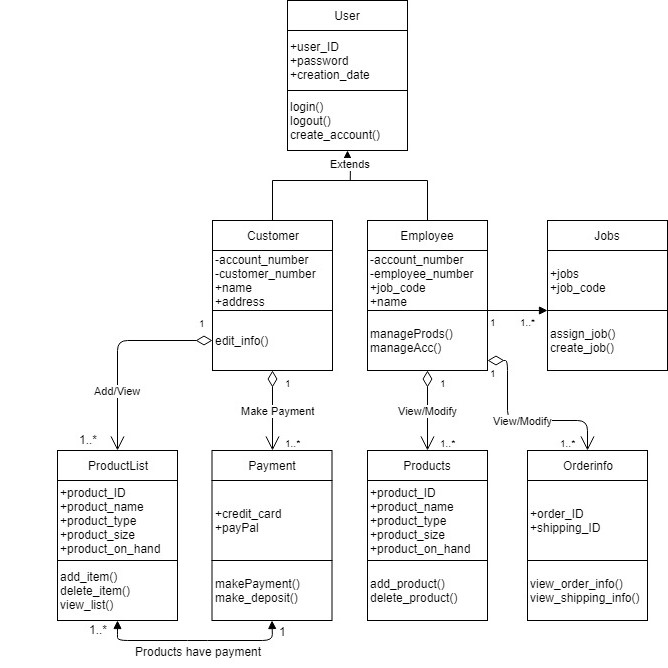 User
+user_ID
+password
+creation_date
login()
logout()
create_account()
Extends
Customer
-account_number
-customer_number
+name
+address
edit_info()
Employee
-account_number
-employee_number
+job_code
+name
manageProds()
manageAcc()
Jobs
+jobs
+job_code
assign_job()
create_job()
1
1..*
1
Add/View
1..*
1
Make Payment
1..*
1
View/Modify
1..*
1
View/Modify
1..*
ProductList
+product_ID
+product_name
+product_type
+product_size
+product_on_hand
add_item()
delete_item()
view_list()
Payment
+credit_card
+payPal
makePayment()
make_deposit()
Products
+product_ID
+product_name
+product_type
+product_size
+product_on_hand
add_product()
delete_product()
Orderinfo
+order_ID
+shipping_ID
view_order_info()
view_shipping_info()
1..*
1
Products have payment